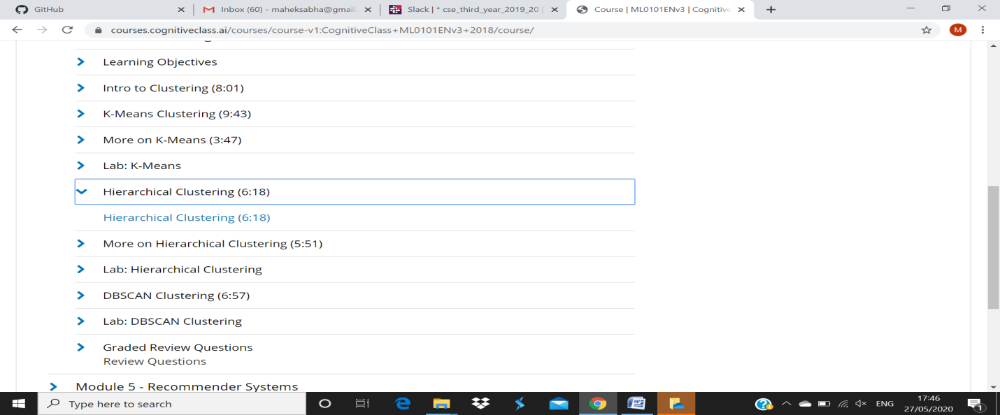 GitHub
Inbox (60) - maheksabha@gmail.
Slack | * cse_third_year_2019_20 |
Course | ML0101ENv3 | Cognitive
courses.cognitiveclass.ai/courses/course-v1:CognitiveClass+ML0101ENv3+2018/course/
M
Learning Objectives
Intro to Clustering (8:01)
K-Means Clustering (9:43)
More on K-Means (3:47)
Lab: K-Means
Hierarchical Clustering (6:18)
Hierarchical Clustering (6:18)
More on Hierarchical Clustering (5:51)
Lab: Hierarchical Clustering
DBSCAN Clustering (6:57)
Lab: DBSCAN Clustering
Graded Review Questions
Review Questions
Module 5 - Recommender Systems
Type here to search
ENG
17:46
27/05/2020
1